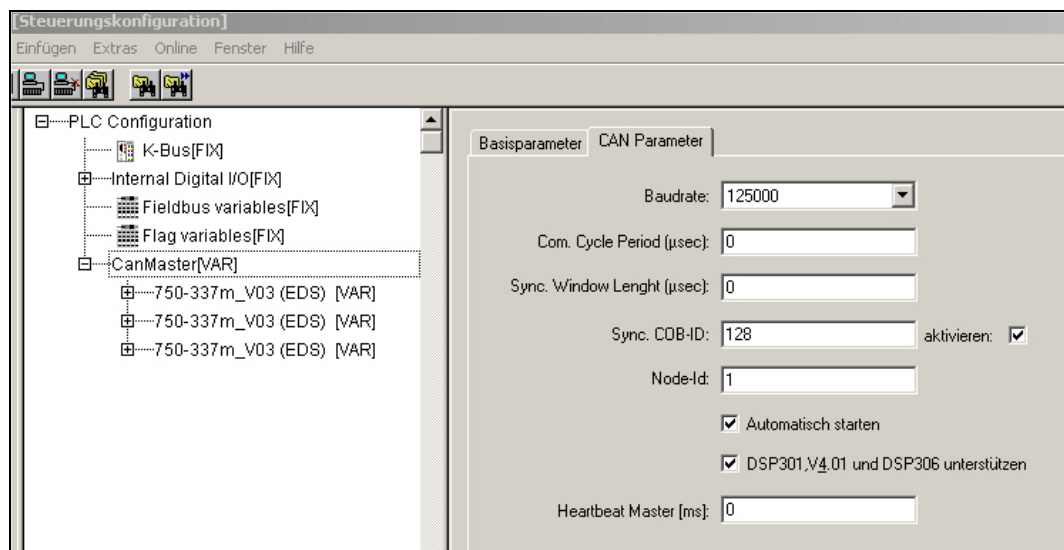 [Steuerungskonfiguration]
Einfügen Extras Online Fenster Hilfe
PLC Configuration
K-Bus[FIX]
Internal Digital I/O[FIX]
Fieldbus variables[FIX]
Flag variables[FIX]
CanMaster[VAR]
750-337m_V03 (EDS) [VAR]
750-337m_V03 (EDS) [VAR]
750-337m_V03 (EDS) [VAR]
Basisparameter CAN Parameter
Baudrate: 125000
Com. Cycle Period (µsec): 0
Sync. Window Lenght (µsec): 0
Sync. COB-ID: 128 aktivieren:
Node-Id: 1
Automatisch starten
DSP301,V4.01 und DSP306 unterstützen
Heartbeat Master [ms]: 0